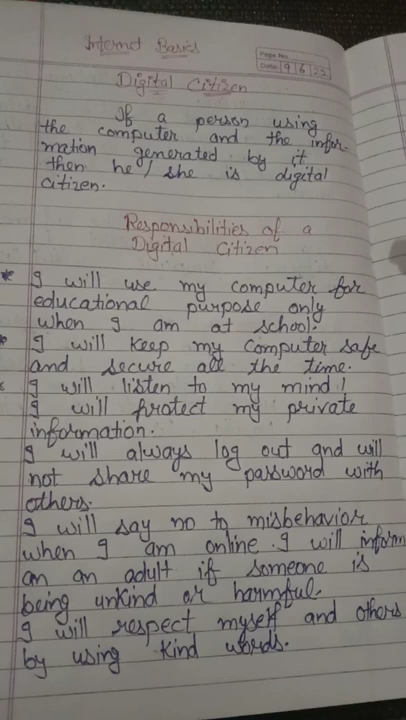 Internet Basics
Page No.
Date 9 6 23
Digital Citizen
If a person using
the computer and the infor-
mation generated by it
then he/she is digital
citizen.
Responsibilities of a
Digital Citizen
* I will use my computer for
educational purpose only
when I am at school.
* I will keep my computer safe
and secure all the time.
I will listen to my mind!
I will protect my private
information.
I will always log out and will
not share my password with
others.
I will say no to misbehavior
when I am online. I will inform
an an adult if someone is
being unkind or harmful.
I will respect myself and others
by using kind words.